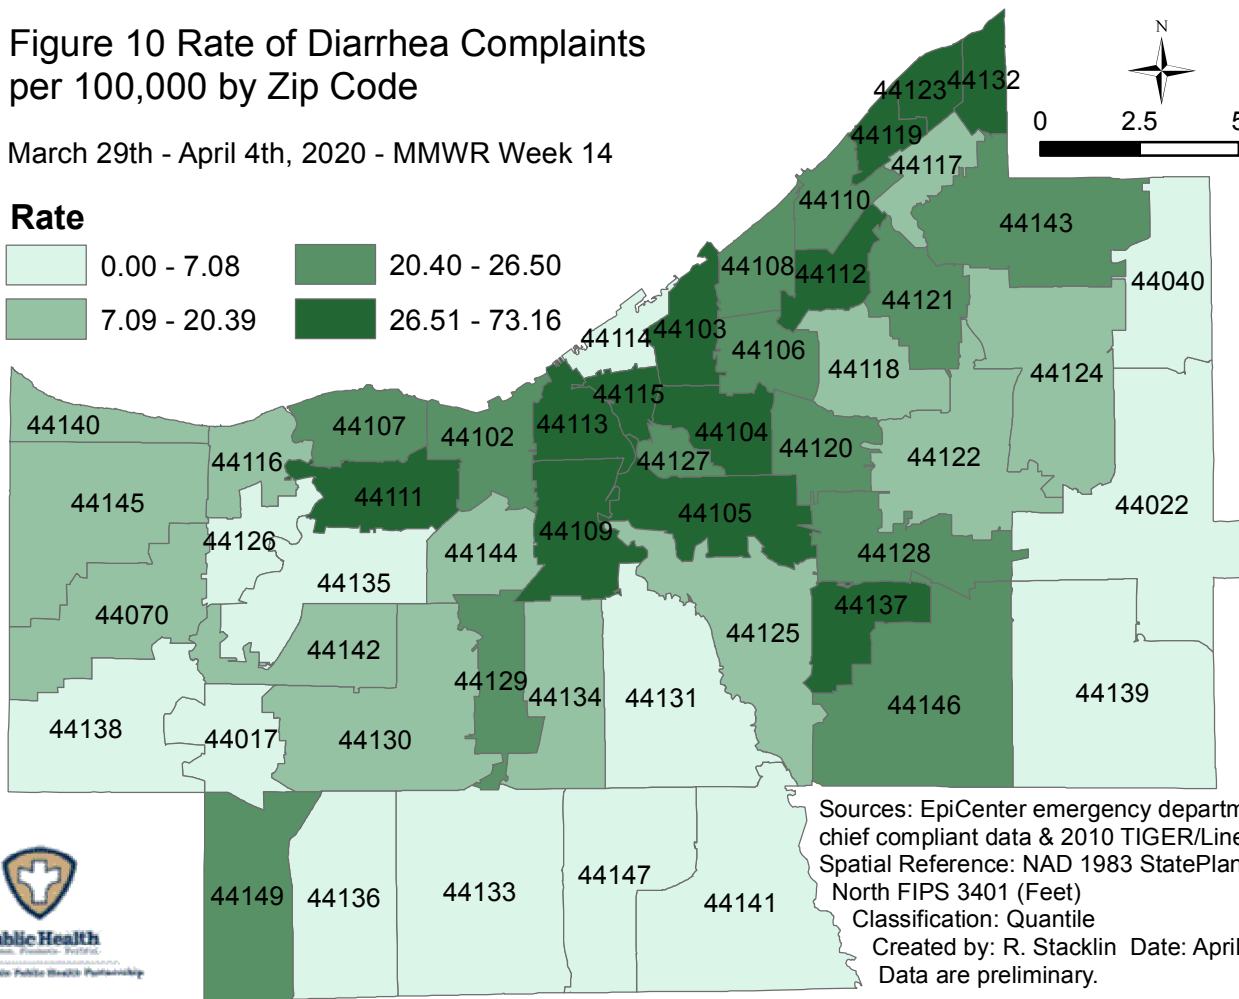 Figure 10 Rate of Diarrhea Complaints
per 100,000 by Zip Code
March 29th - April 4th, 2020 - MMWR Week 14
N
0 2.5 5
Rate
0.00 - 7.08
20.40 - 26.50
7.09 - 20.39
26.51 - 73.16
44123
44132
44119
44117
44110
44143
44108
44112
44040
44121
44114
44103
44106
44118
44124
44115
44140
44107
44102
44113
44104
44120
44122
44116
44127
44145
44111
44105
44022
44126
44109
44144
44128
44135
44070
44137
44125
44142
44129
44134
44131
44139
44146
44138
44017
44130
44149
44136
44133
44147
44141
Sources: EpiCenter emergency departm
chief compliant data & 2010 TIGER/Line
Spatial Reference: NAD 1983 StatePlan
North FIPS 3401 (Feet)
Classification: Quantile
Created by: R. Stacklin Date: April
Data are preliminary.
blic Health
Public Health Partnership